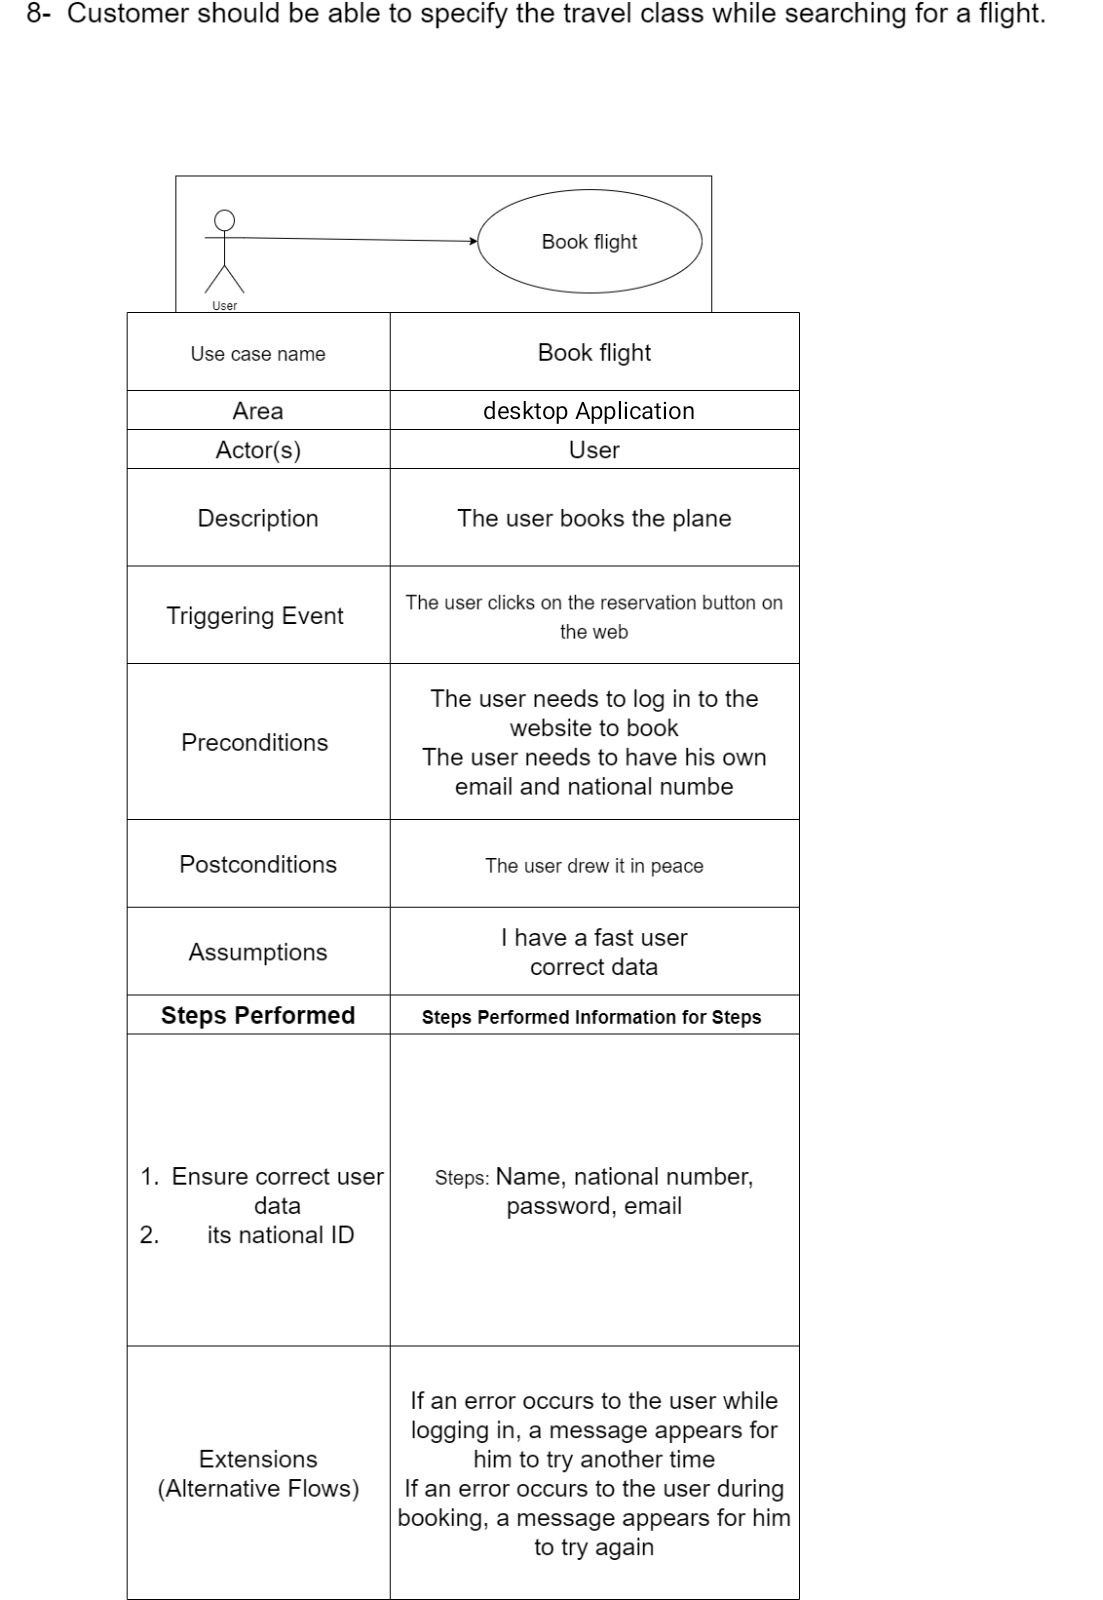 8- Customer should be able to specify the travel class while searching for a flight.
Book flight
User
Use case name
Book flight
Area
desktop Application
Actor(s)
User
Description
The user books the plane
Triggering Event
The user clicks on the reservation button on
the web
Preconditions
The user needs to log in to the
website to book
The user needs to have his own
email and national numbe
Postconditions
The user drew it in peace
Assumptions
I have a fast user
correct data
Steps Performed
Steps Performed Information for Steps
1. Ensure correct user
data
2. its national ID
Steps: Name, national number,
password, email
Extensions
(Alternative Flows)
If an error occurs to the user while
logging in, a message appears for
him to try another time
If an error occurs to the user during
booking, a message appears for him
to try again